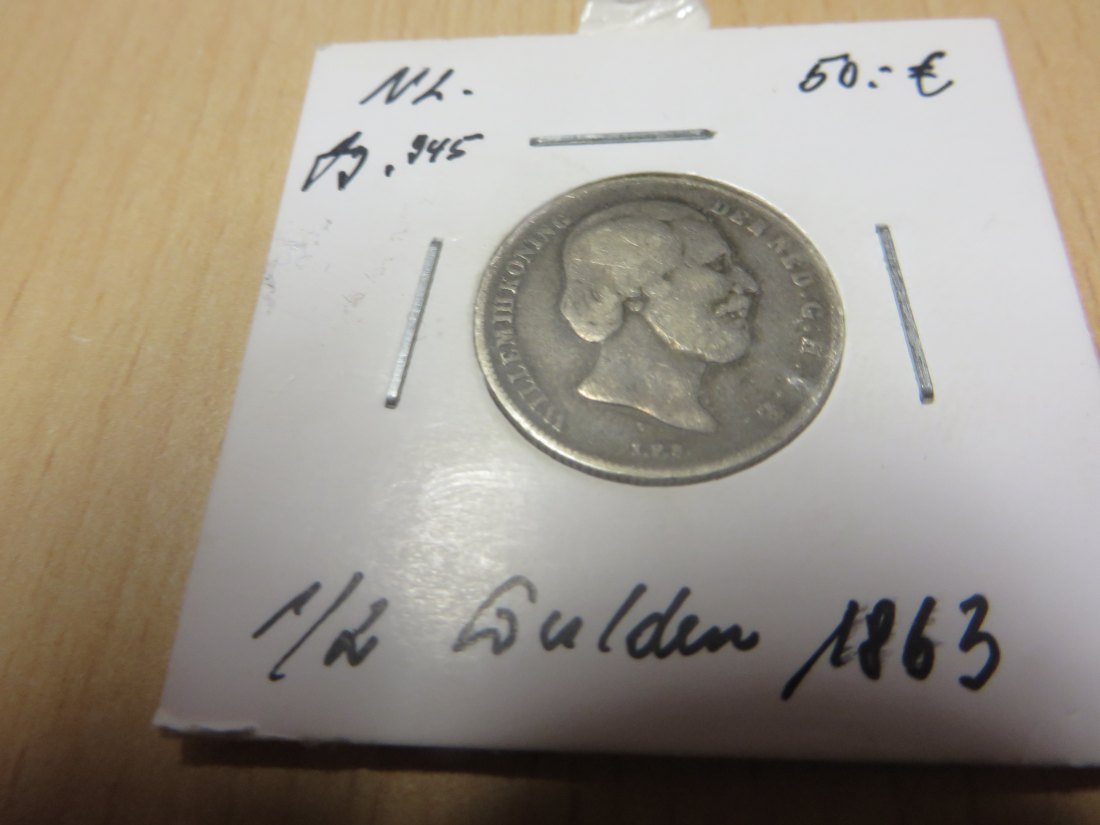 NL.
50.- €
Ag .945
WILLEM III KONING DER NED. G. H. V. L.
I.P.S.
1/2 Gulden 1863